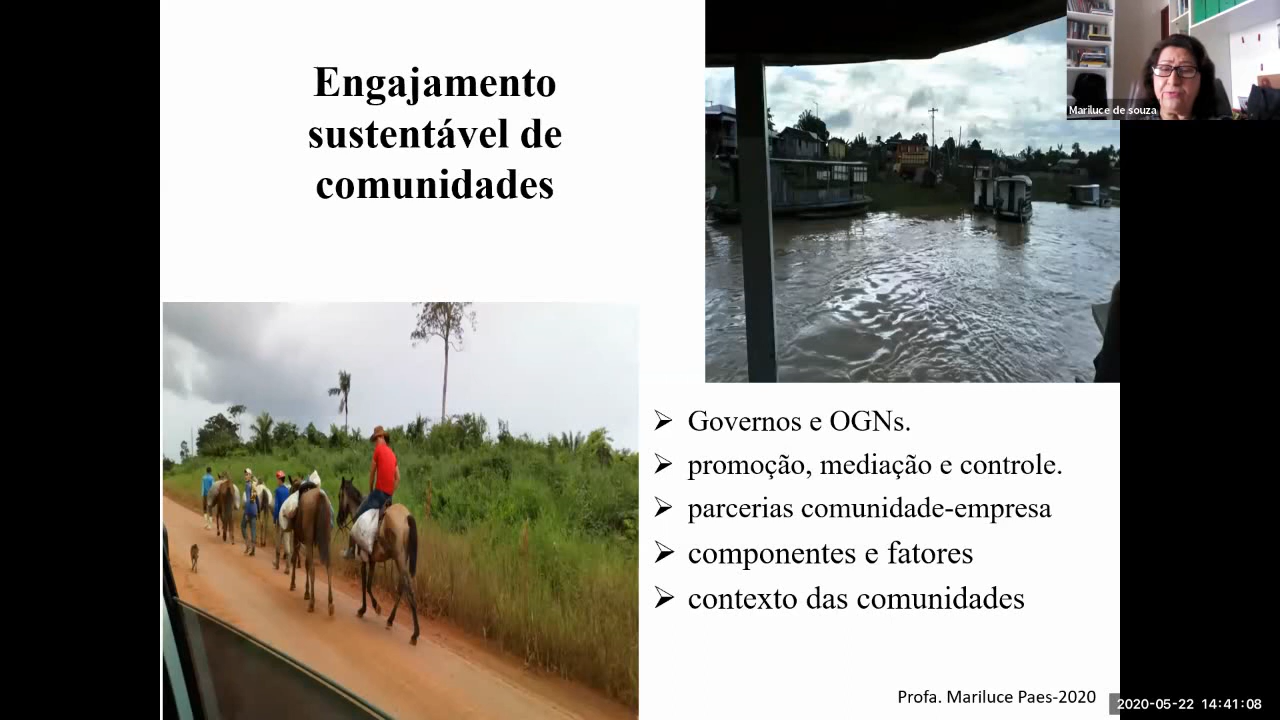 Engajamento
sustentável de
comunidades
Mariluce de souza
Governos e OGNs.
promoção, mediação e controle.
parcerias comunidade-empresa
componentes e fatores
contexto das comunidades
Profa. Mariluce Paes-2020
2020-05-22 14:41:08